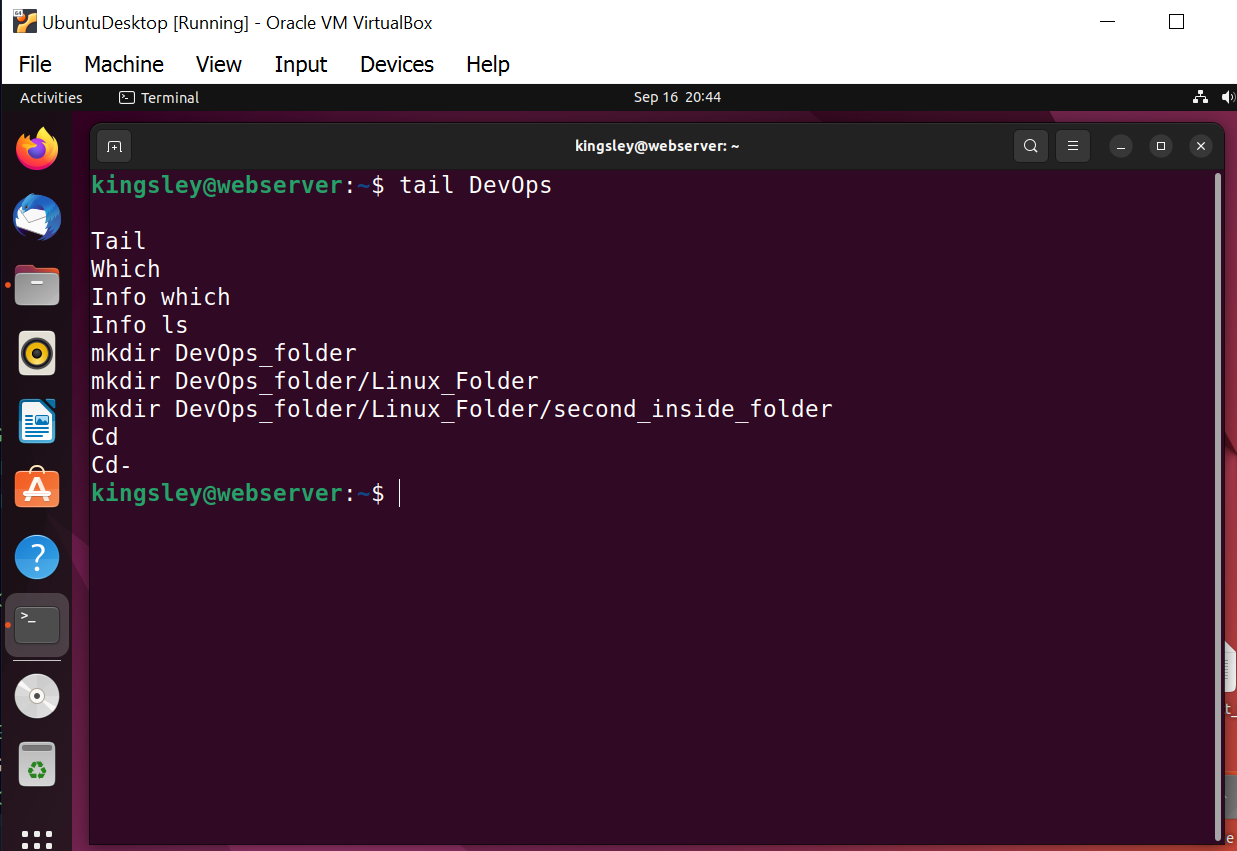 UbuntuDesktop [Running] - Oracle VM VirtualBox
File Machine View Input Devices Help
Activities Terminal Sep 16 20:44
kingsley@webserver: ~
kingsley@webserver:~$ tail DevOps
Tail
Which
Info which
Info ls
mkdir DevOps_folder
mkdir DevOps_folder/Linux_Folder
mkdir DevOps_folder/Linux_Folder/second_inside_folder
Cd
Cd-
kingsley@webserver:~$